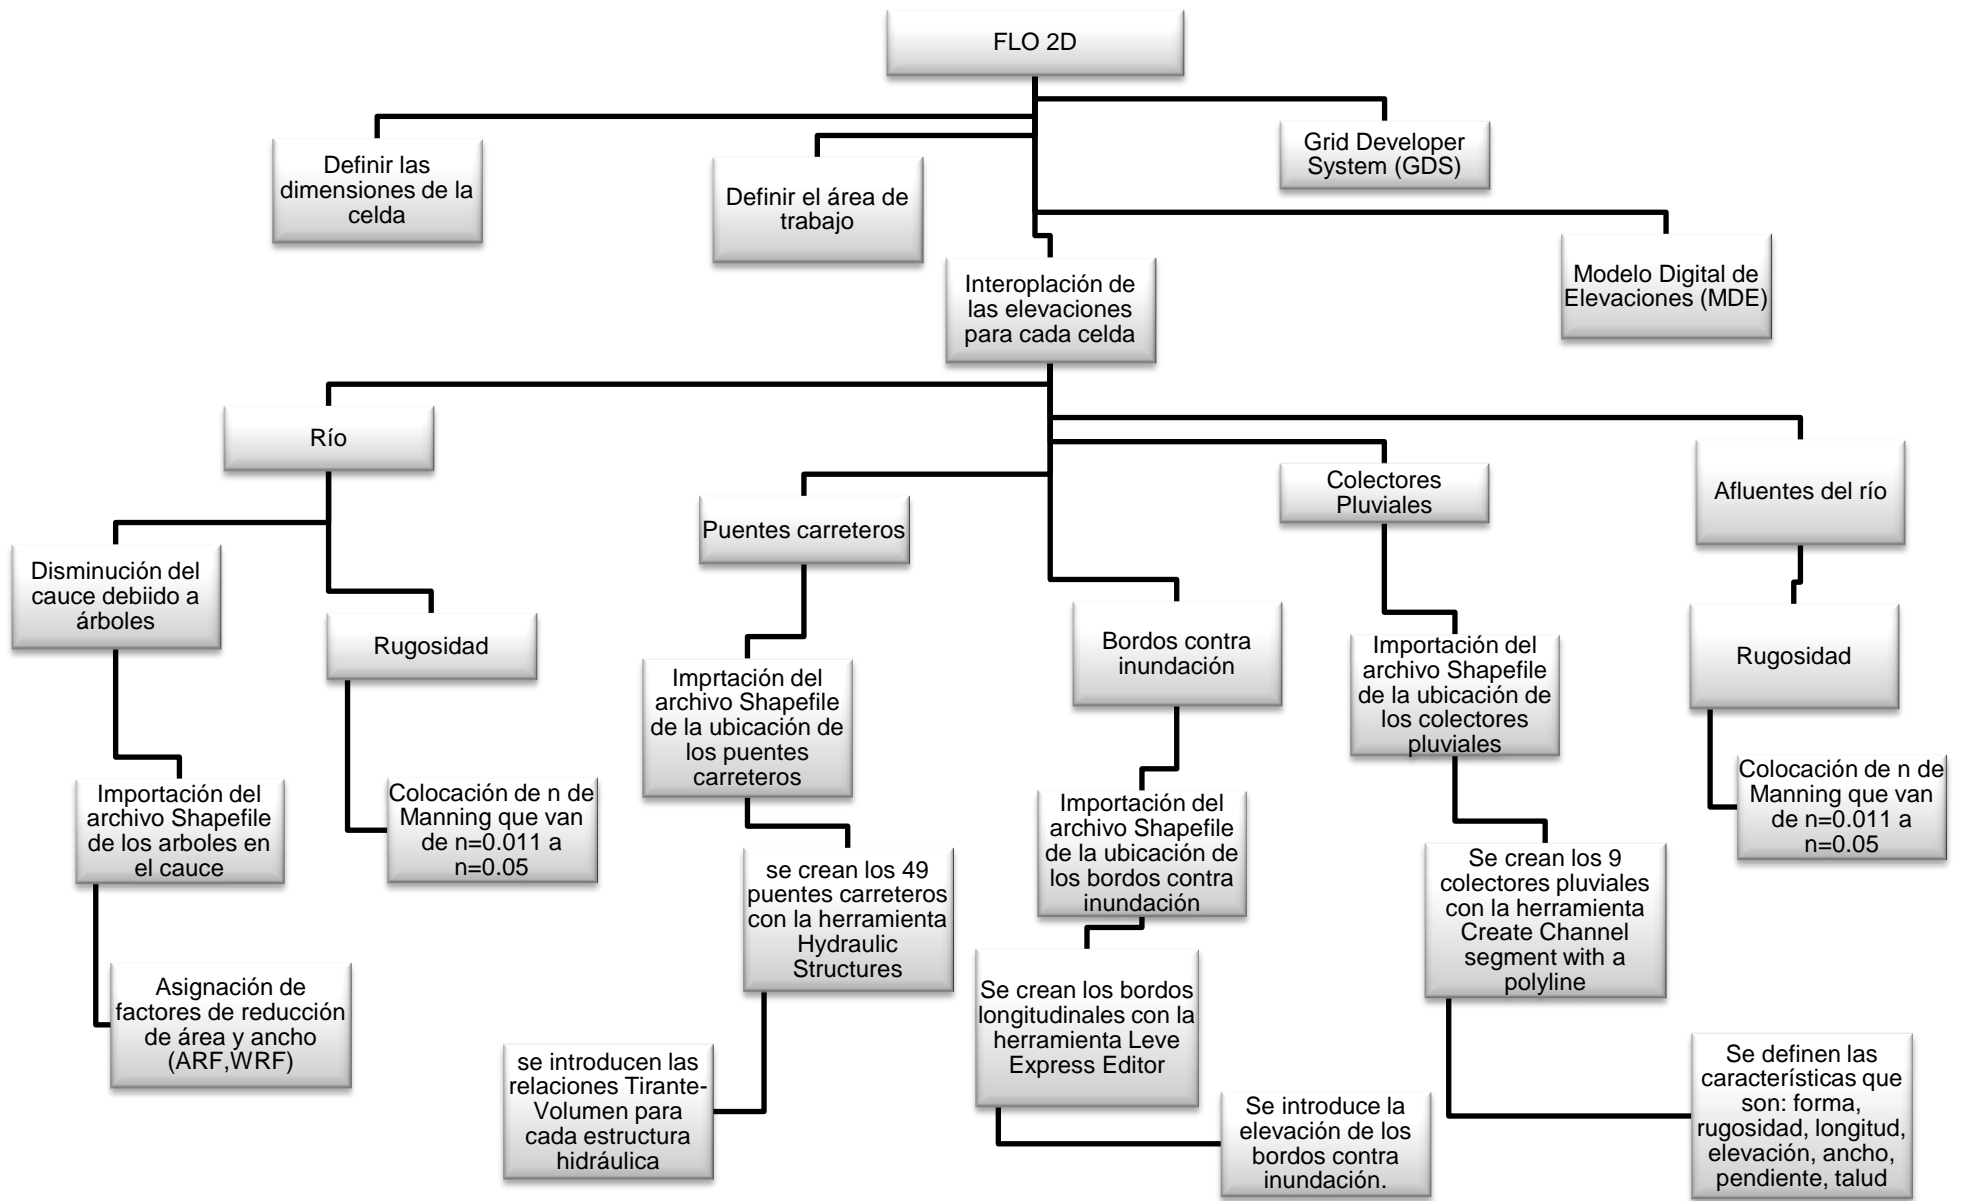 FLO 2D
Grid Developer
System (GDS)
Definir las
dimensiones de la
celda
Definir el área de
trabajo
Modelo Digital de
Elevaciones (MDE)
Interoplación de
las elevaciones
para cada celda
Río
Puentes carreteros
Colectores
Pluviales
Afluentes del río
Disminución del
cauce debiido a
árboles
Rugosidad
Bordos contra
inundación
Rugosidad
Imprtación del
archivo Shapefile
de la ubicación de
los puentes
carreteros
Importación del
archivo Shapefile
de la ubicación de
los colectores
pluviales
Importación del
archivo Shapefile
de los arboles en
el cauce
Colocación de n de
Manning que van
de n=0.011 a
n=0.05
Importación del
archivo Shapefile
de la ubicación de
los bordos contra
inundación
Colocación de n de
Manning que van
de n=0.011 a
n=0.05
se crean los 49
puentes carreteros
con la herramienta
Hydraulic
Structures
Se crean los 9
colectores pluviales
con la herramienta
Create Channel
segment with a
polyline
Asignación de
factores de reducción
de área y ancho
(ARF,WRF)
Se crean los bordos
longitudinales con la
herramienta Leve
Express Editor
se introducen las
relaciones Tirante-
Volumen para
cada estructura
hidráulica
Se introduce la
elevación de los
bordos contra
inundación.
Se definen las
características que
son: forma,
rugosidad, longitud,
elevación, ancho,
pendiente, talud